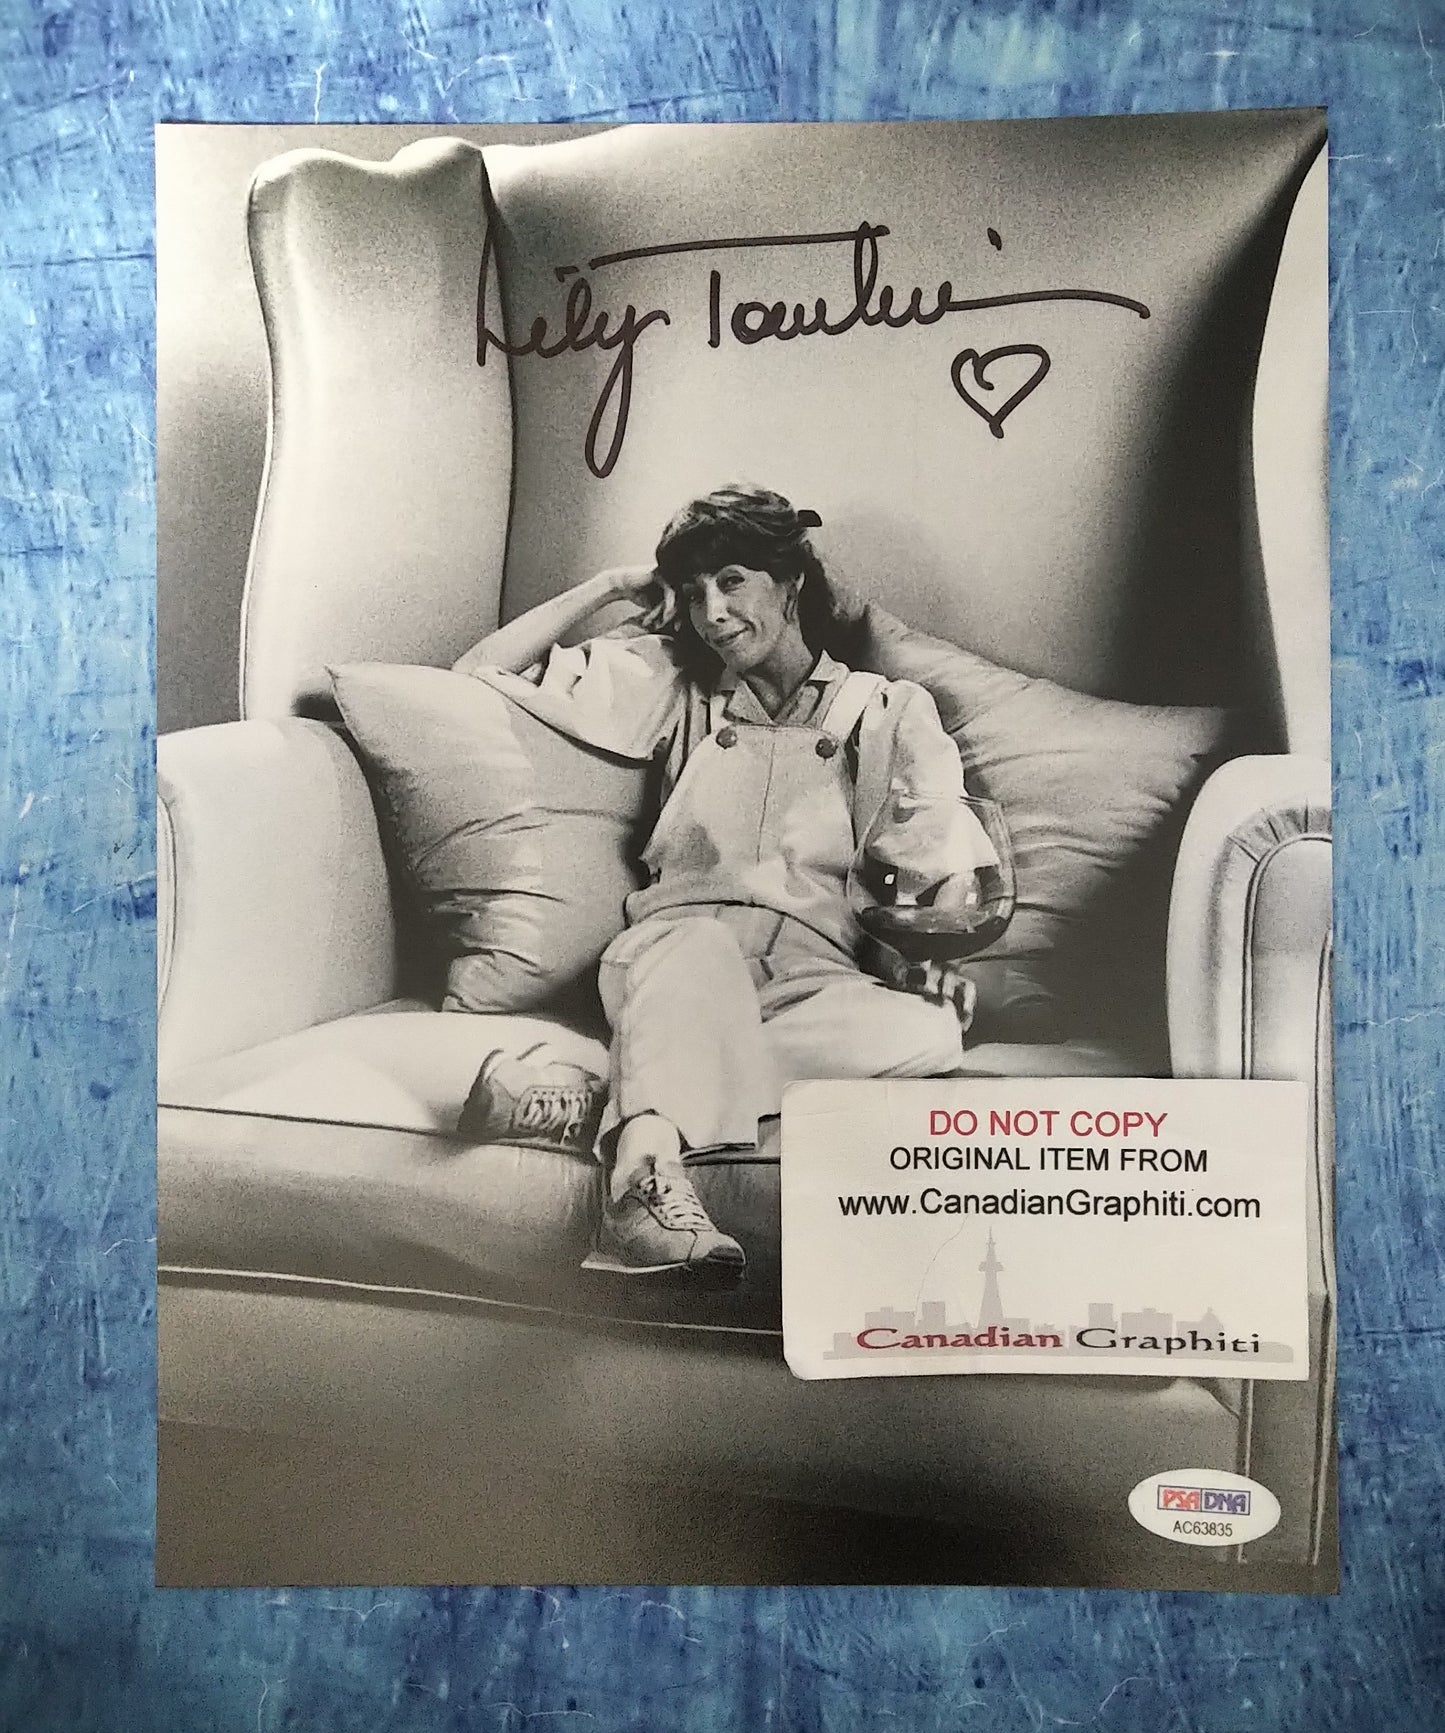 Lily Tomlin
DO NOT COPY
ORIGINAL ITEM FROM
www.CanadianGraphiti.com
Canadian Graphiti
PSA DNA
AC63835